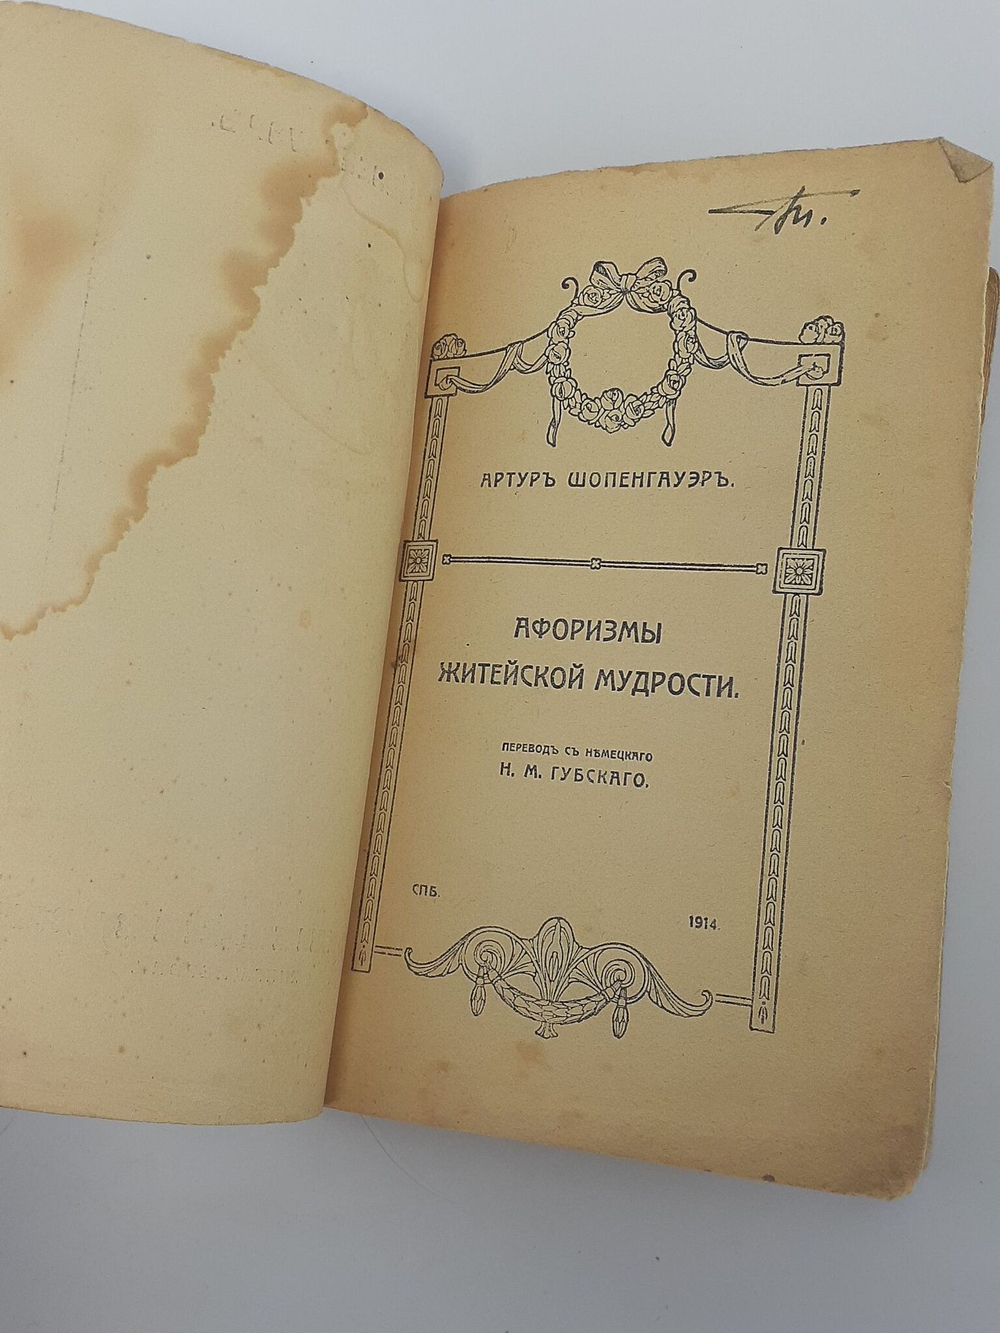 АРТУРЪ ШОПЕНГАУЭРЪ.
АФОРИЗМЫ
ЖИТЕЙСКОЙ МУДРОСТИ.
ПЕРЕВОДЪ СЪ НѢМЕЦКАГО
Н. М. ГУБСКАГО.
СПБ.
1914.